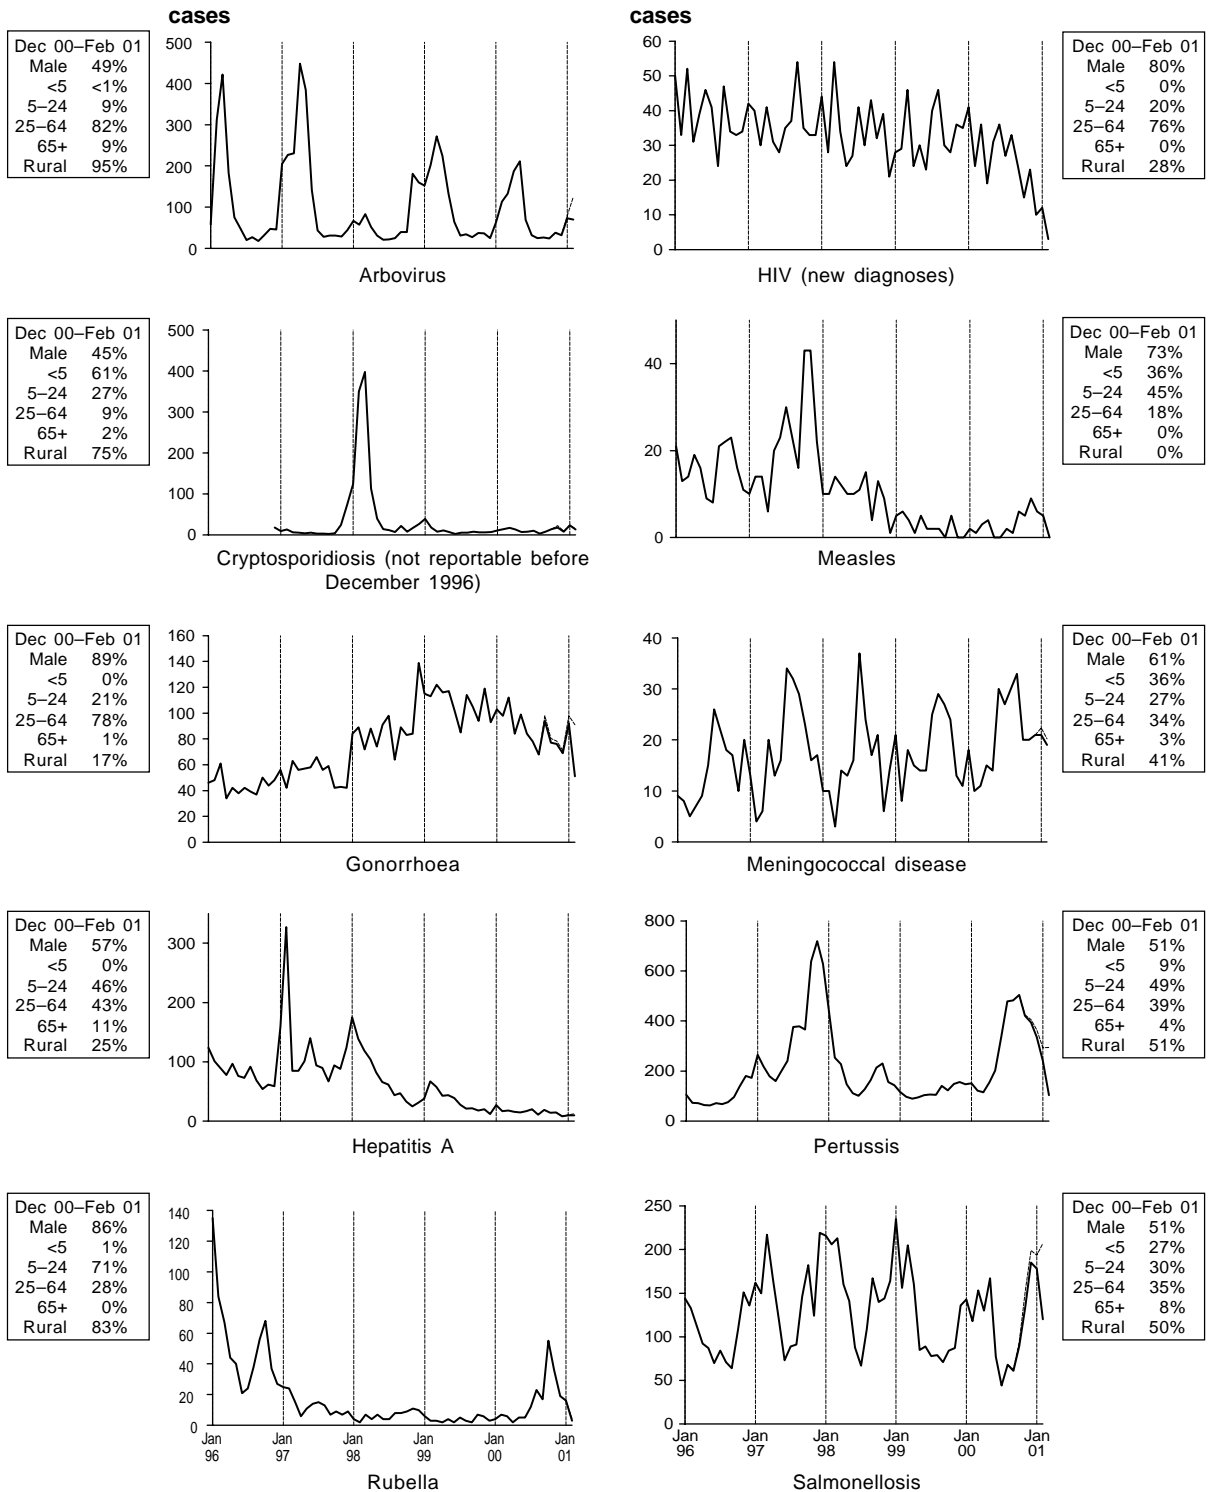 cases
Dec 00–Feb 01
Male 49%
<5 <1%
5–24 9%
25–64 82%
65+ 9%
Rural 95%
500
400
300
200
100
0
Arbovirus
cases
60
50
40
30
20
10
0
HIV (new diagnoses)
Dec 00–Feb 01
Male 80%
<5 0%
5–24 20%
25–64 76%
65+ 0%
Rural 28%
Dec 00–Feb 01
Male 45%
<5 61%
5–24 27%
25–64 9%
65+ 2%
Rural 75%
500
400
300
200
100
0
Cryptosporidiosis (not reportable before
December 1996)
40
20
0
Measles
Dec 00–Feb 01
Male 73%
<5 36%
5–24 45%
25–64 18%
65+ 0%
Rural 0%
Dec 00–Feb 01
Male 89%
<5 0%
5–24 21%
25–64 78%
65+ 1%
Rural 17%
160
140
120
100
80
60
40
20
0
Gonorrhoea
40
30
20
10
0
Meningococcal disease
Dec 00–Feb 01
Male 61%
<5 36%
5–24 27%
25–64 34%
65+ 3%
Rural 41%
Dec 00–Feb 01
Male 57%
<5 0%
5–24 46%
25–64 43%
65+ 11%
Rural 25%
300
200
100
0
Hepatitis A
800
600
400
200
0
Pertussis
Dec 00–Feb 01
Male 51%
<5 9%
5–24 49%
25–64 39%
65+ 4%
Rural 51%
Dec 00–Feb 01
Male 86%
<5 1%
5–24 71%
25–64 28%
65+ 0%
Rural 83%
140
120
100
80
60
40
20
0
Jan Jan Jan Jan Jan Jan
96 97 98 99 00 01
Rubella
250
200
150
100
50
0
Jan Jan Jan Jan Jan Jan
96 97 98 99 00 01
Salmonellosis
Dec 00–Feb 01
Male 51%
<5 27%
5–24 30%
25–64 35%
65+ 8%
Rural 50%